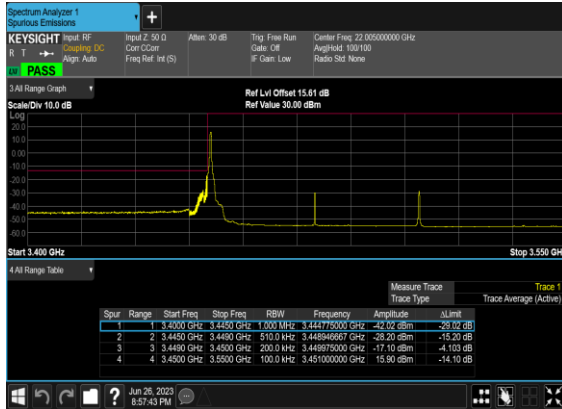 Spectrum Analyzer 1
Spurious Emissions
+
KEYSIGHT Input: RF Input Z: 50 Ω Atten: 30 dB Trig: Free Run Center Freq: 22.005000000 GHz
R T Coupling: DC Corr CCorr Gate: Off Avg|Hold: 100/100
Align: Auto Freq Ref: Int (S) IF Gain: Low Radio Std: None
PASS
3 All Range Graph Ref Lvl Offset 15.61 dB
Scale/Div 10.0 dB Ref Value 30.00 dBm
Log
20.0
10.0
0.00
-10.0
-20.0
-30.0
-40.0
-50.0
-60.0
Start 3.400 GHz Stop 3.550 GH
4 All Range Table
Measure Trace Trace 1
Trace Type Trace Average (Active)
Spur Range Start Freq Stop Freq RBW Frequency Amplitude ΔLimit
1 1 3.4000 GHz 3.4450 GHz 1.000 MHz 3.444775000 GHz -42.02 dBm -29.02 dB
2 2 3.4450 GHz 3.4490 GHz 510.0 kHz 3.448946667 GHz -28.20 dBm -15.20 dB
3 3 3.4490 GHz 3.4500 GHz 200.0 kHz 3.449975000 GHz -17.10 dBm -4.103 dB
4 4 3.4500 GHz 3.5500 GHz 100.0 kHz 3.451000000 GHz 15.90 dBm -14.10 dB
? Jun 26, 2023
8:57:43 PM